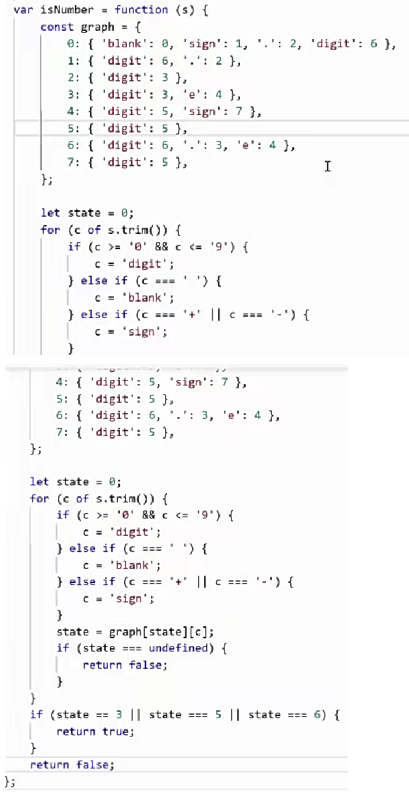 var isNumber = function (s) {
const graph = {
0: { 'blank': 0, 'sign': 1, '.': 2, 'digit': 6 },
1: { 'digit': 6, '.': 2 },
2: { 'digit': 3 },
3: { 'digit': 3, 'e': 4 },
4: { 'digit': 5, 'sign': 7 },
5: { 'digit': 5 },
6: { 'digit': 6, '.': 3, 'e': 4 },
7: { 'digit': 5 },
};
let state = 0;
for (c of s.trim()) {
if (c >= '0' && c <= '9') {
c = 'digit';
} else if (c === ' ') {
c = 'blank';
} else if (c === '+' || c === '-') {
c = 'sign';
}
4: { 'digit': 5, 'sign': 7 },
5: { 'digit': 5 },
6: { 'digit': 6, '.': 3, 'e': 4 },
7: { 'digit': 5 },
};
let state = 0;
for (c of s.trim()) {
if (c >= '0' && c <= '9') {
c = 'digit';
} else if (c === ' ') {
c = 'blank';
} else if (c === '+' || c === '-') {
c = 'sign';
}
state = graph[state][c];
if (state === undefined) {
return false;
}
}
if (state == 3 || state === 5 || state === 6) {
return true;
}
return false;
};